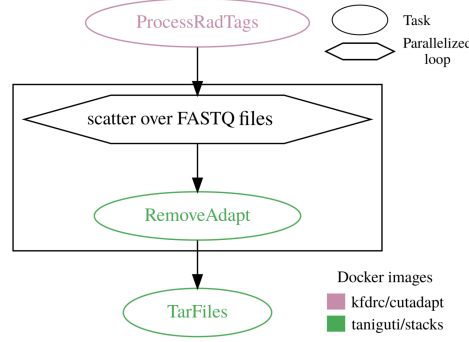 ProcessRadTags
Task
Parallelized
loop
scatter over FASTQ files
RemoveAdapt
TarFiles
Docker images
kfdrc/cutadapt
taniguti/stacks